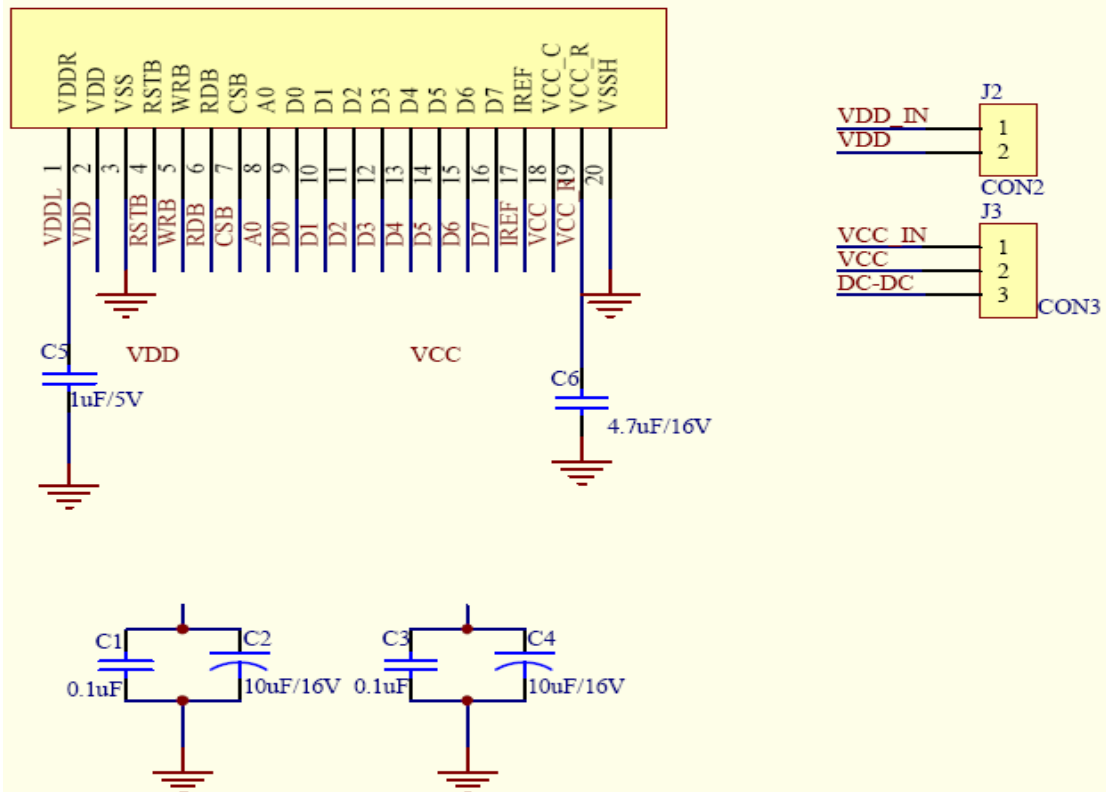 VDDR VDD VSS RSTB WRB RDB CSB A0 D0 D1 D2 D3 D4 D5 D6 D7 IREF VCC_C VCC_R VSSH
1 2 3 4 5 6 7 8 9 10 11 12 13 14 15 16 17 18 19 20
VDDL VDD RSTB WRB RDB CSB A0 D0 D1 D2 D3 D4 D5 D6 D7 IREF VCC VCC_R
J2
VDD_IN 1
VDD 2
CON2
J3
VCC_IN 1
VCC 2
DC-DC 3
CON3
C5 VDD VCC
1uF/5V
C6
4.7uF/16V
C1 C2 C3 C4
0.1uF 10uF/16V 0.1uF 10uF/16V